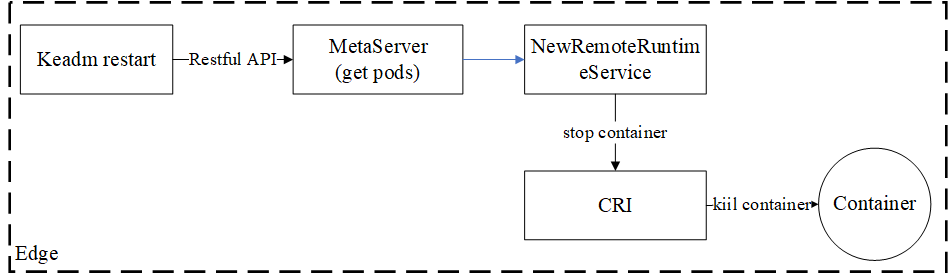 Keadm restart
Restful API
MetaServer
(get pods)
NewRemoteRuntim
eService
stop container
CRI
kiil container
Container
Edge